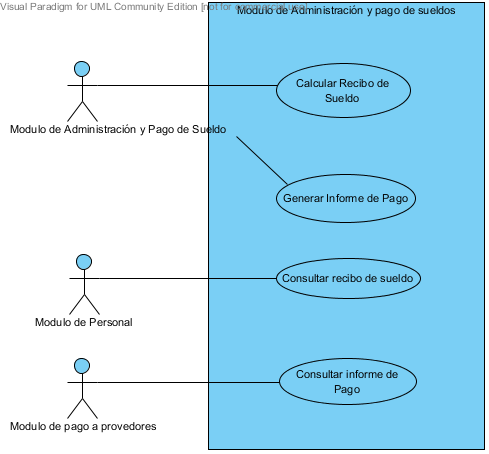 Visual Paradigm for UML Community Edition [not for commercial use]
Modulo de Administración y pago de sueldos
Calcular Recibo de
Sueldo
Modulo de Administración y Pago de Sueldo
Generar Informe de Pago
Consultar recibo de sueldo
Modulo de Personal
Consultar informe de
Pago
Modulo de pago a provedores